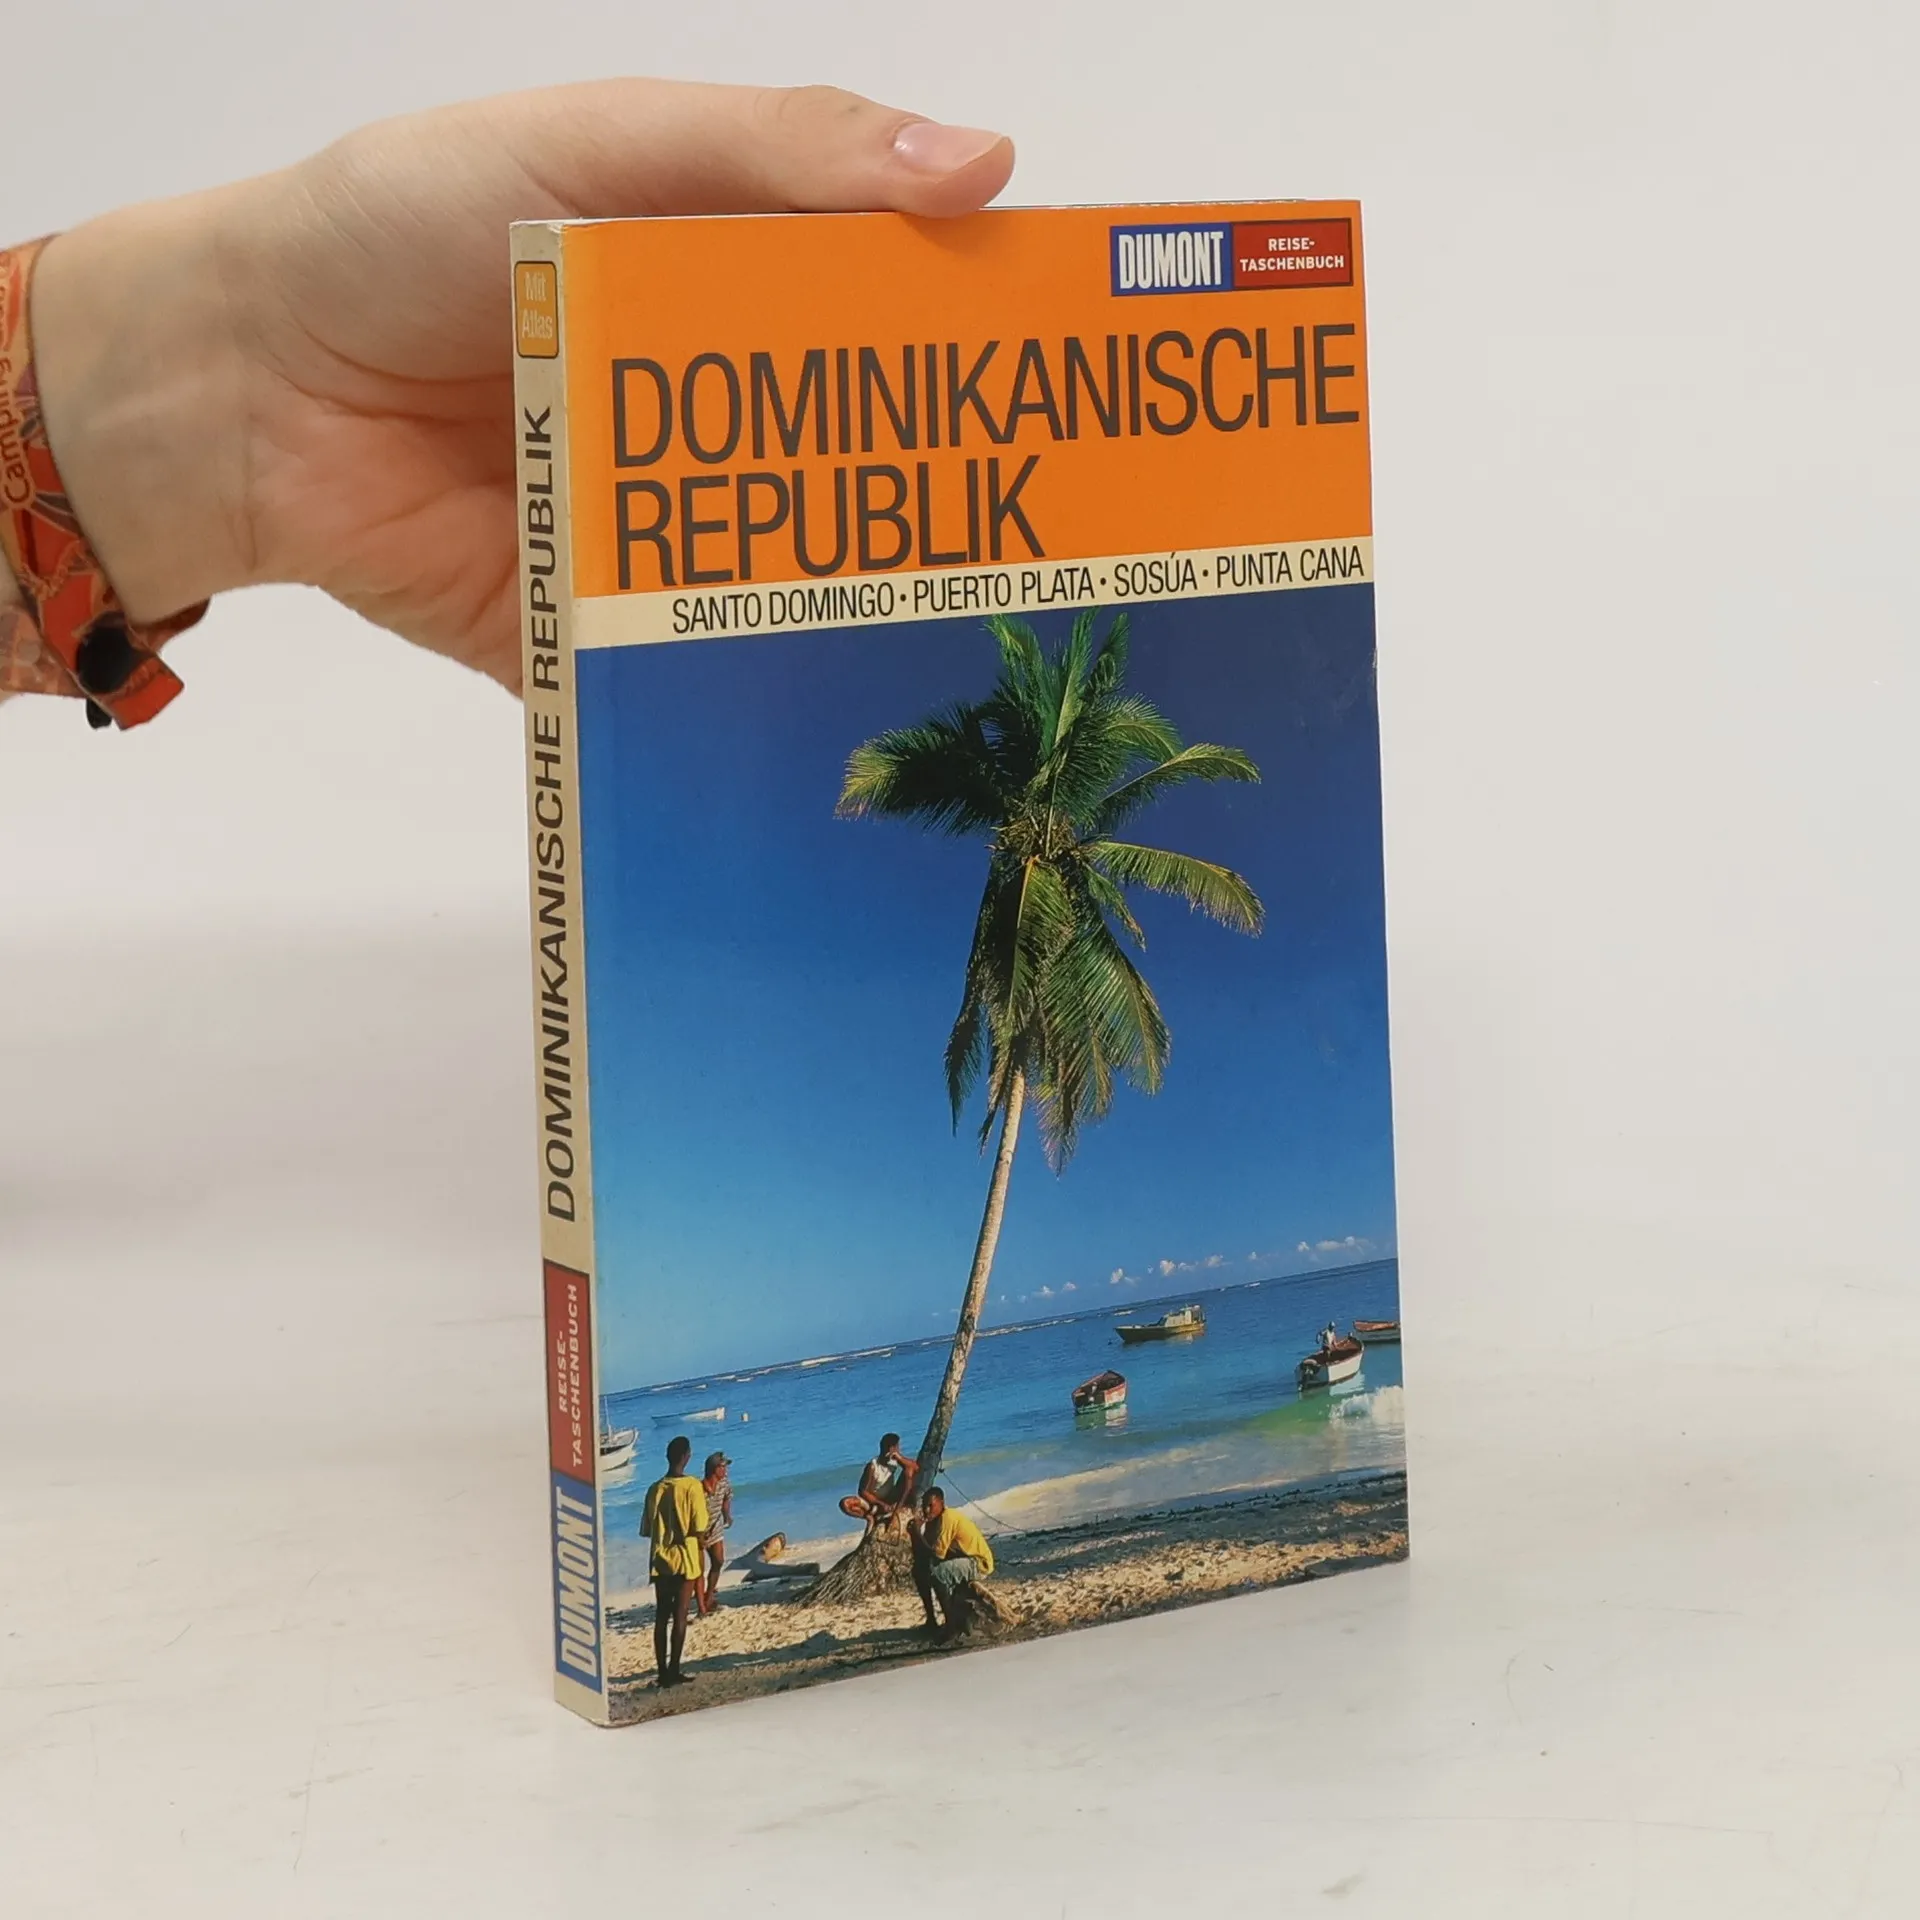 DUMONT
REISE-
TASCHENBUCH
DOMINIKANISCHE
REPUBLIK
SANTO DOMINGO · PUERTO PLATA · SOSÚA · PUNTA CANA
Mit
Atlas
DOMINIKANISCHE REPUBLIK
REISE-
TASCHENBUCH
DUMONT
Camping